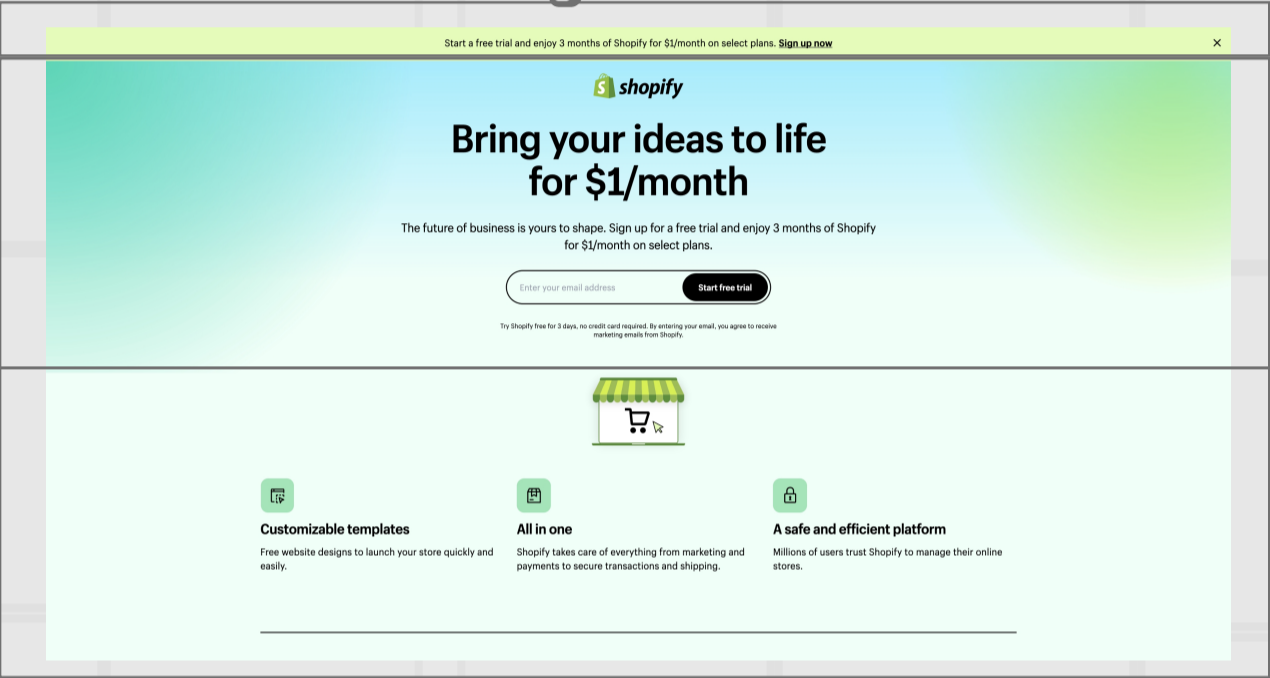 Start a free trial and enjoy 3 months of Shopify for $1/month on select plans. Sign up now
shopify
Bring your ideas to life
for $1/month
The future of business is yours to shape. Sign up for a free trial and enjoy 3 months of Shopify
for $1/month on select plans.
Enter your email address
Start free trial
Try Shopify free for 3 days, no credit card required. By entering your email, you agree to receive
marketing emails from Shopify.
Customizable templates
Free website designs to launch your store quickly and
easily.
All in one
Shopify takes care of everything from marketing and
payments to secure transactions and shipping.
A safe and efficient platform
Millions of users trust Shopify to manage their online
stores.